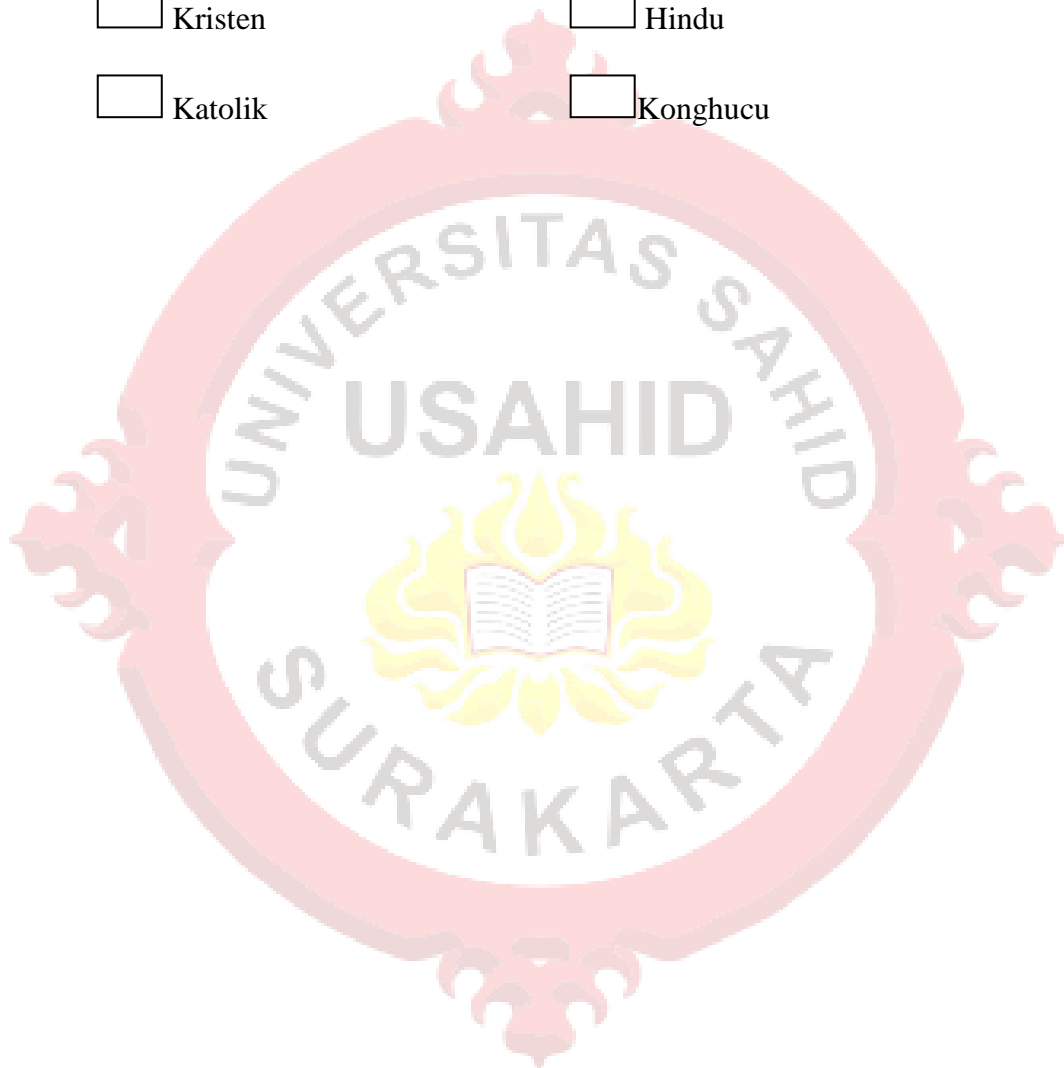 Kristen Hindu
Katolik Konghucu
UNIVERSITAS SAHID
USAHID
SURAKARTA